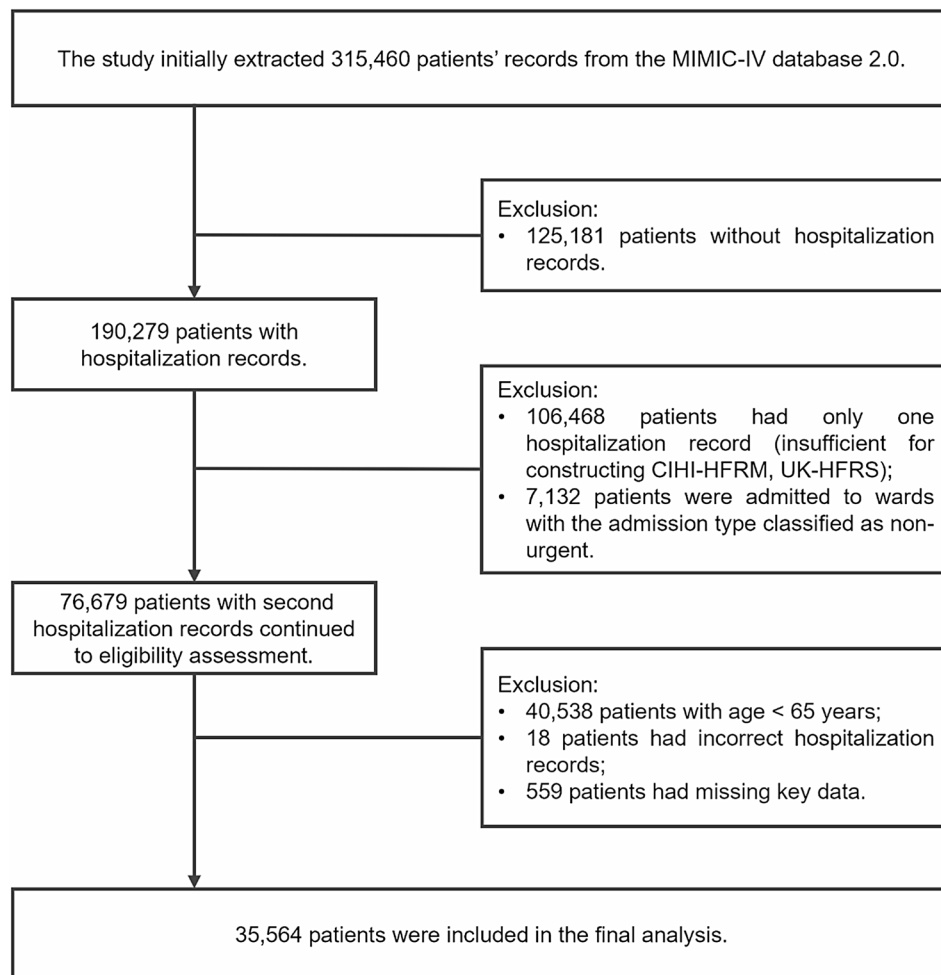 The study initially extracted 315,460 patients' records from the MIMIC-IV database 2.0.
Exclusion:
• 125,181 patients without hospitalization
records.
190,279 patients with
hospitalization records.
Exclusion:
• 106,468 patients had only one
hospitalization record (insufficient for
constructing CIHI-HFRM, UK-HFRS);
• 7,132 patients were admitted to wards
with the admission type classified as non-
urgent.
76,679 patients with second
hospitalization records continued
to eligibility assessment.
Exclusion:
• 40,538 patients with age < 65 years;
• 18 patients had incorrect hospitalization
records;
• 559 patients had missing key data.
35,564 patients were included in the final analysis.